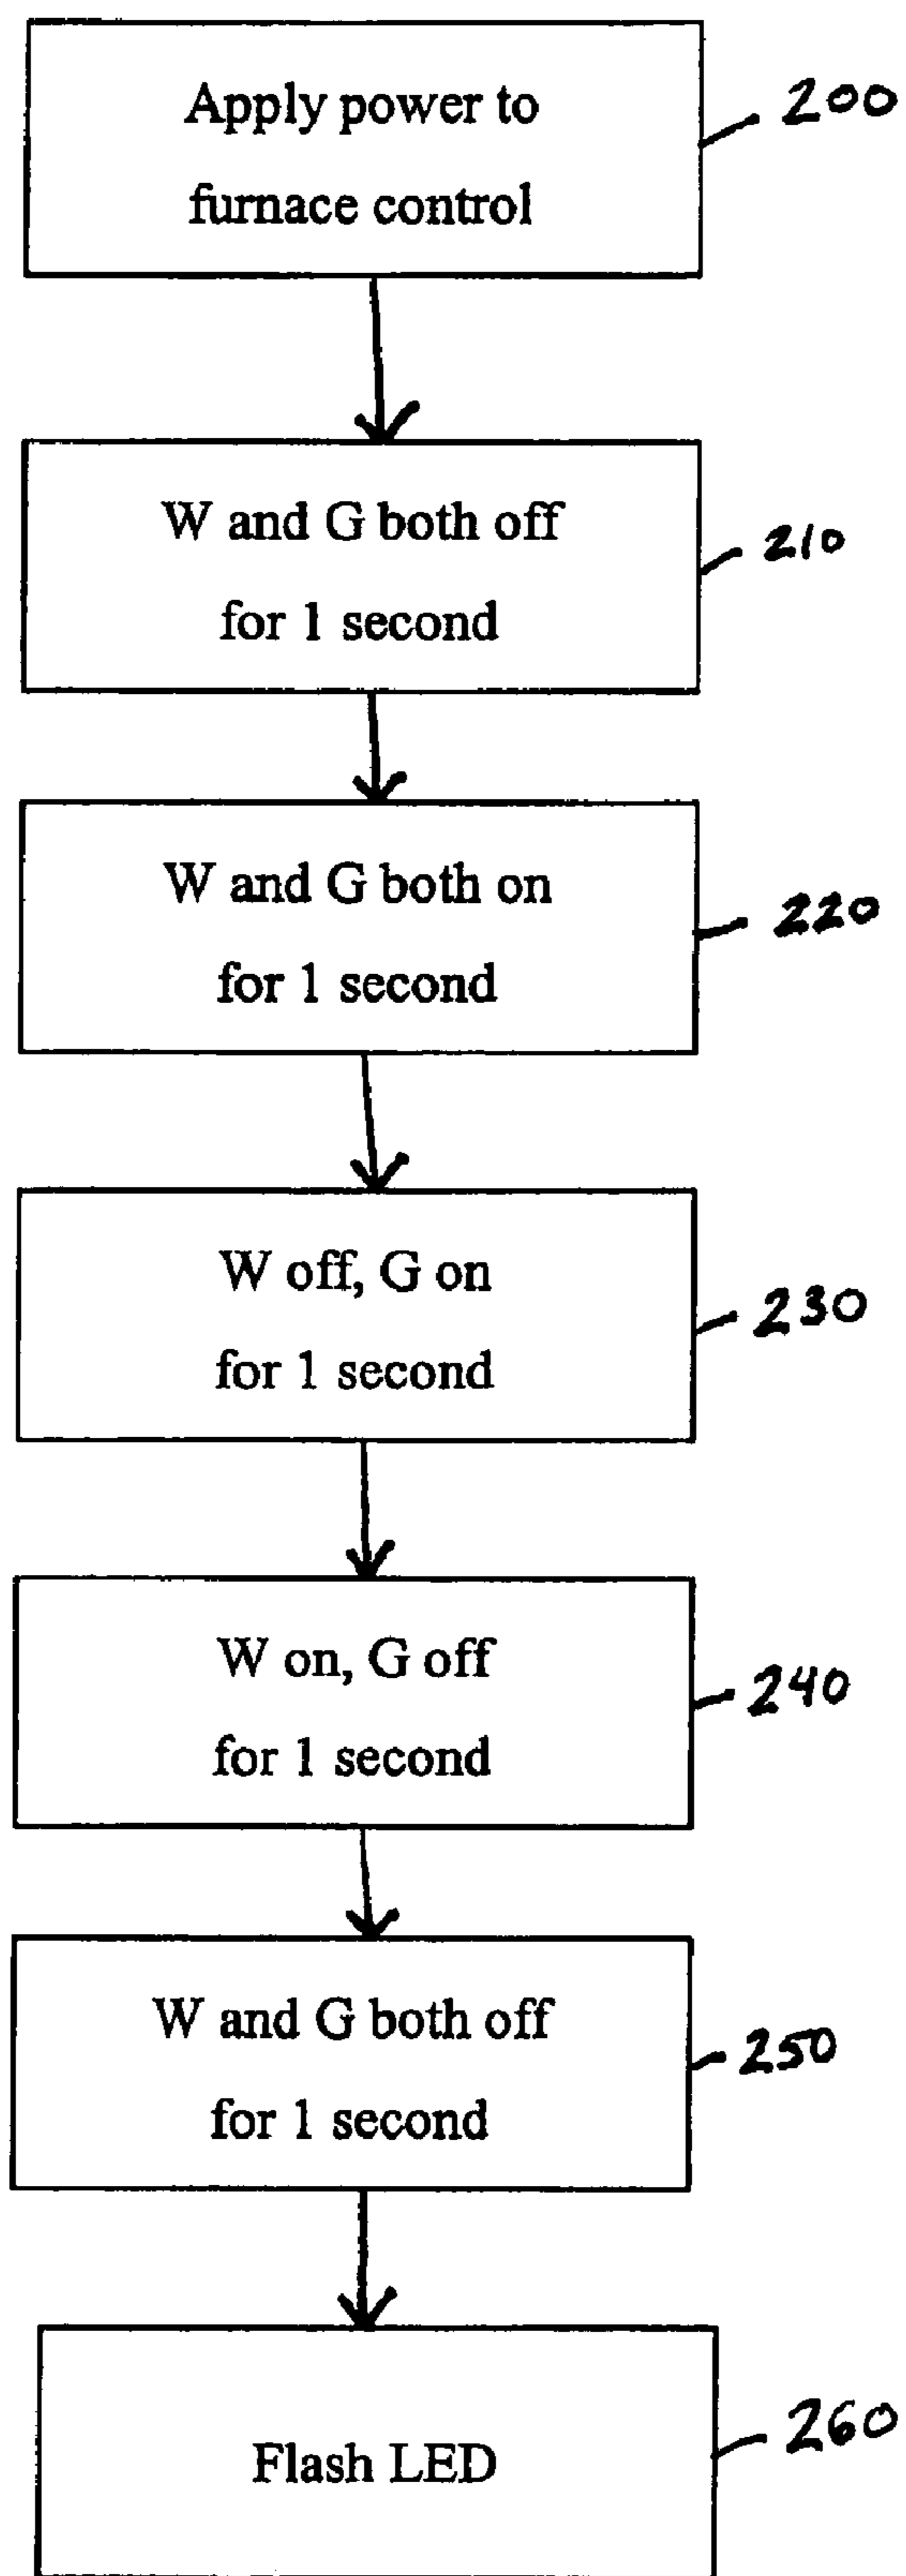 Apply power to
furnace control
200
W and G both off
for 1 second
210
W and G both on
for 1 second
220
W off, G on
for 1 second
230
W on, G off
for 1 second
240
W and G both off
for 1 second
250
Flash LED
260